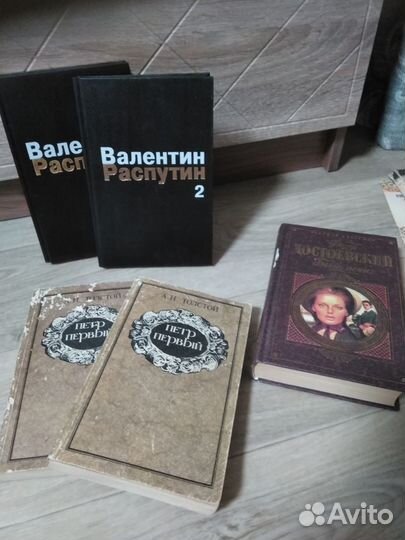 Вале
Распу
Валентин
Распутин
2
ДОСТОЕВСКИЙ
А. Н. ТОЛСТОЙ
ПЕТР
ПЕРВЫЙ
А. Н. ТОЛСТОЙ
ПЕТР
ПЕРВЫЙ
Avito